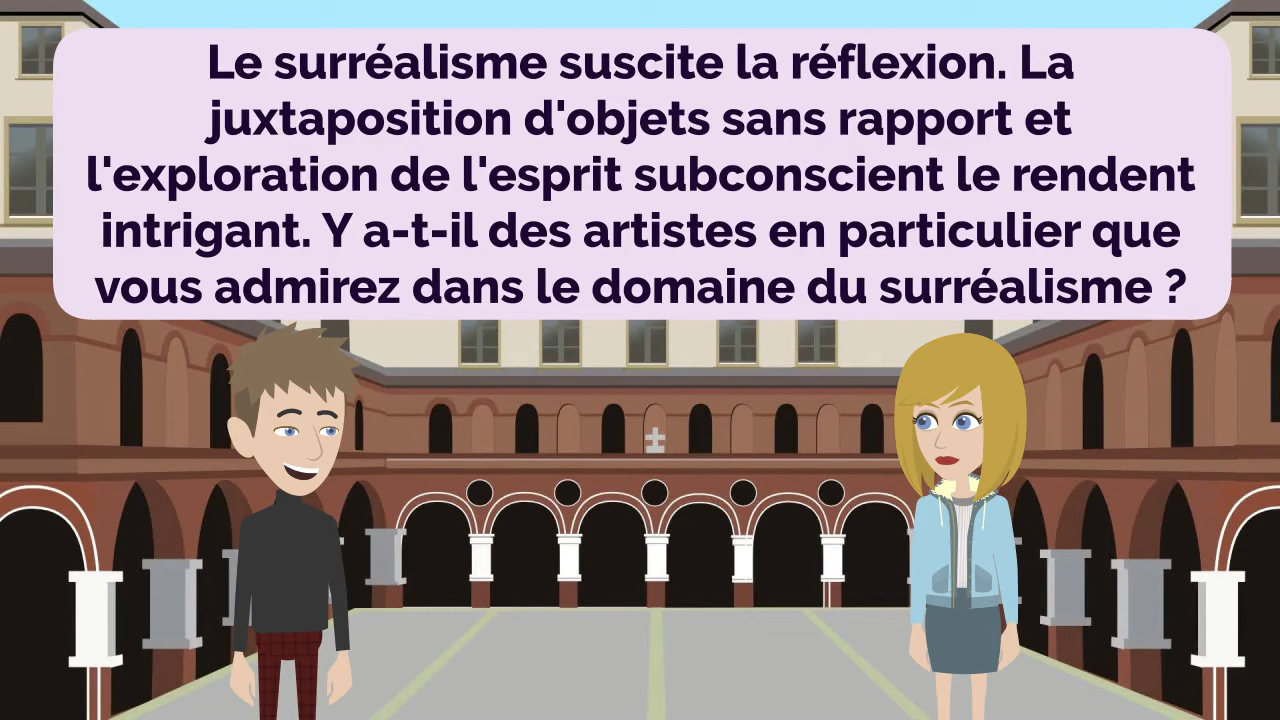 Le surréalisme suscite la réflexion. La
juxtaposition d'objets sans rapport et
l'exploration de l'esprit subconscient le rendent
intrigant. Y a-t-il des artistes en particulier que
vous admirez dans le domaine du surréalisme ?